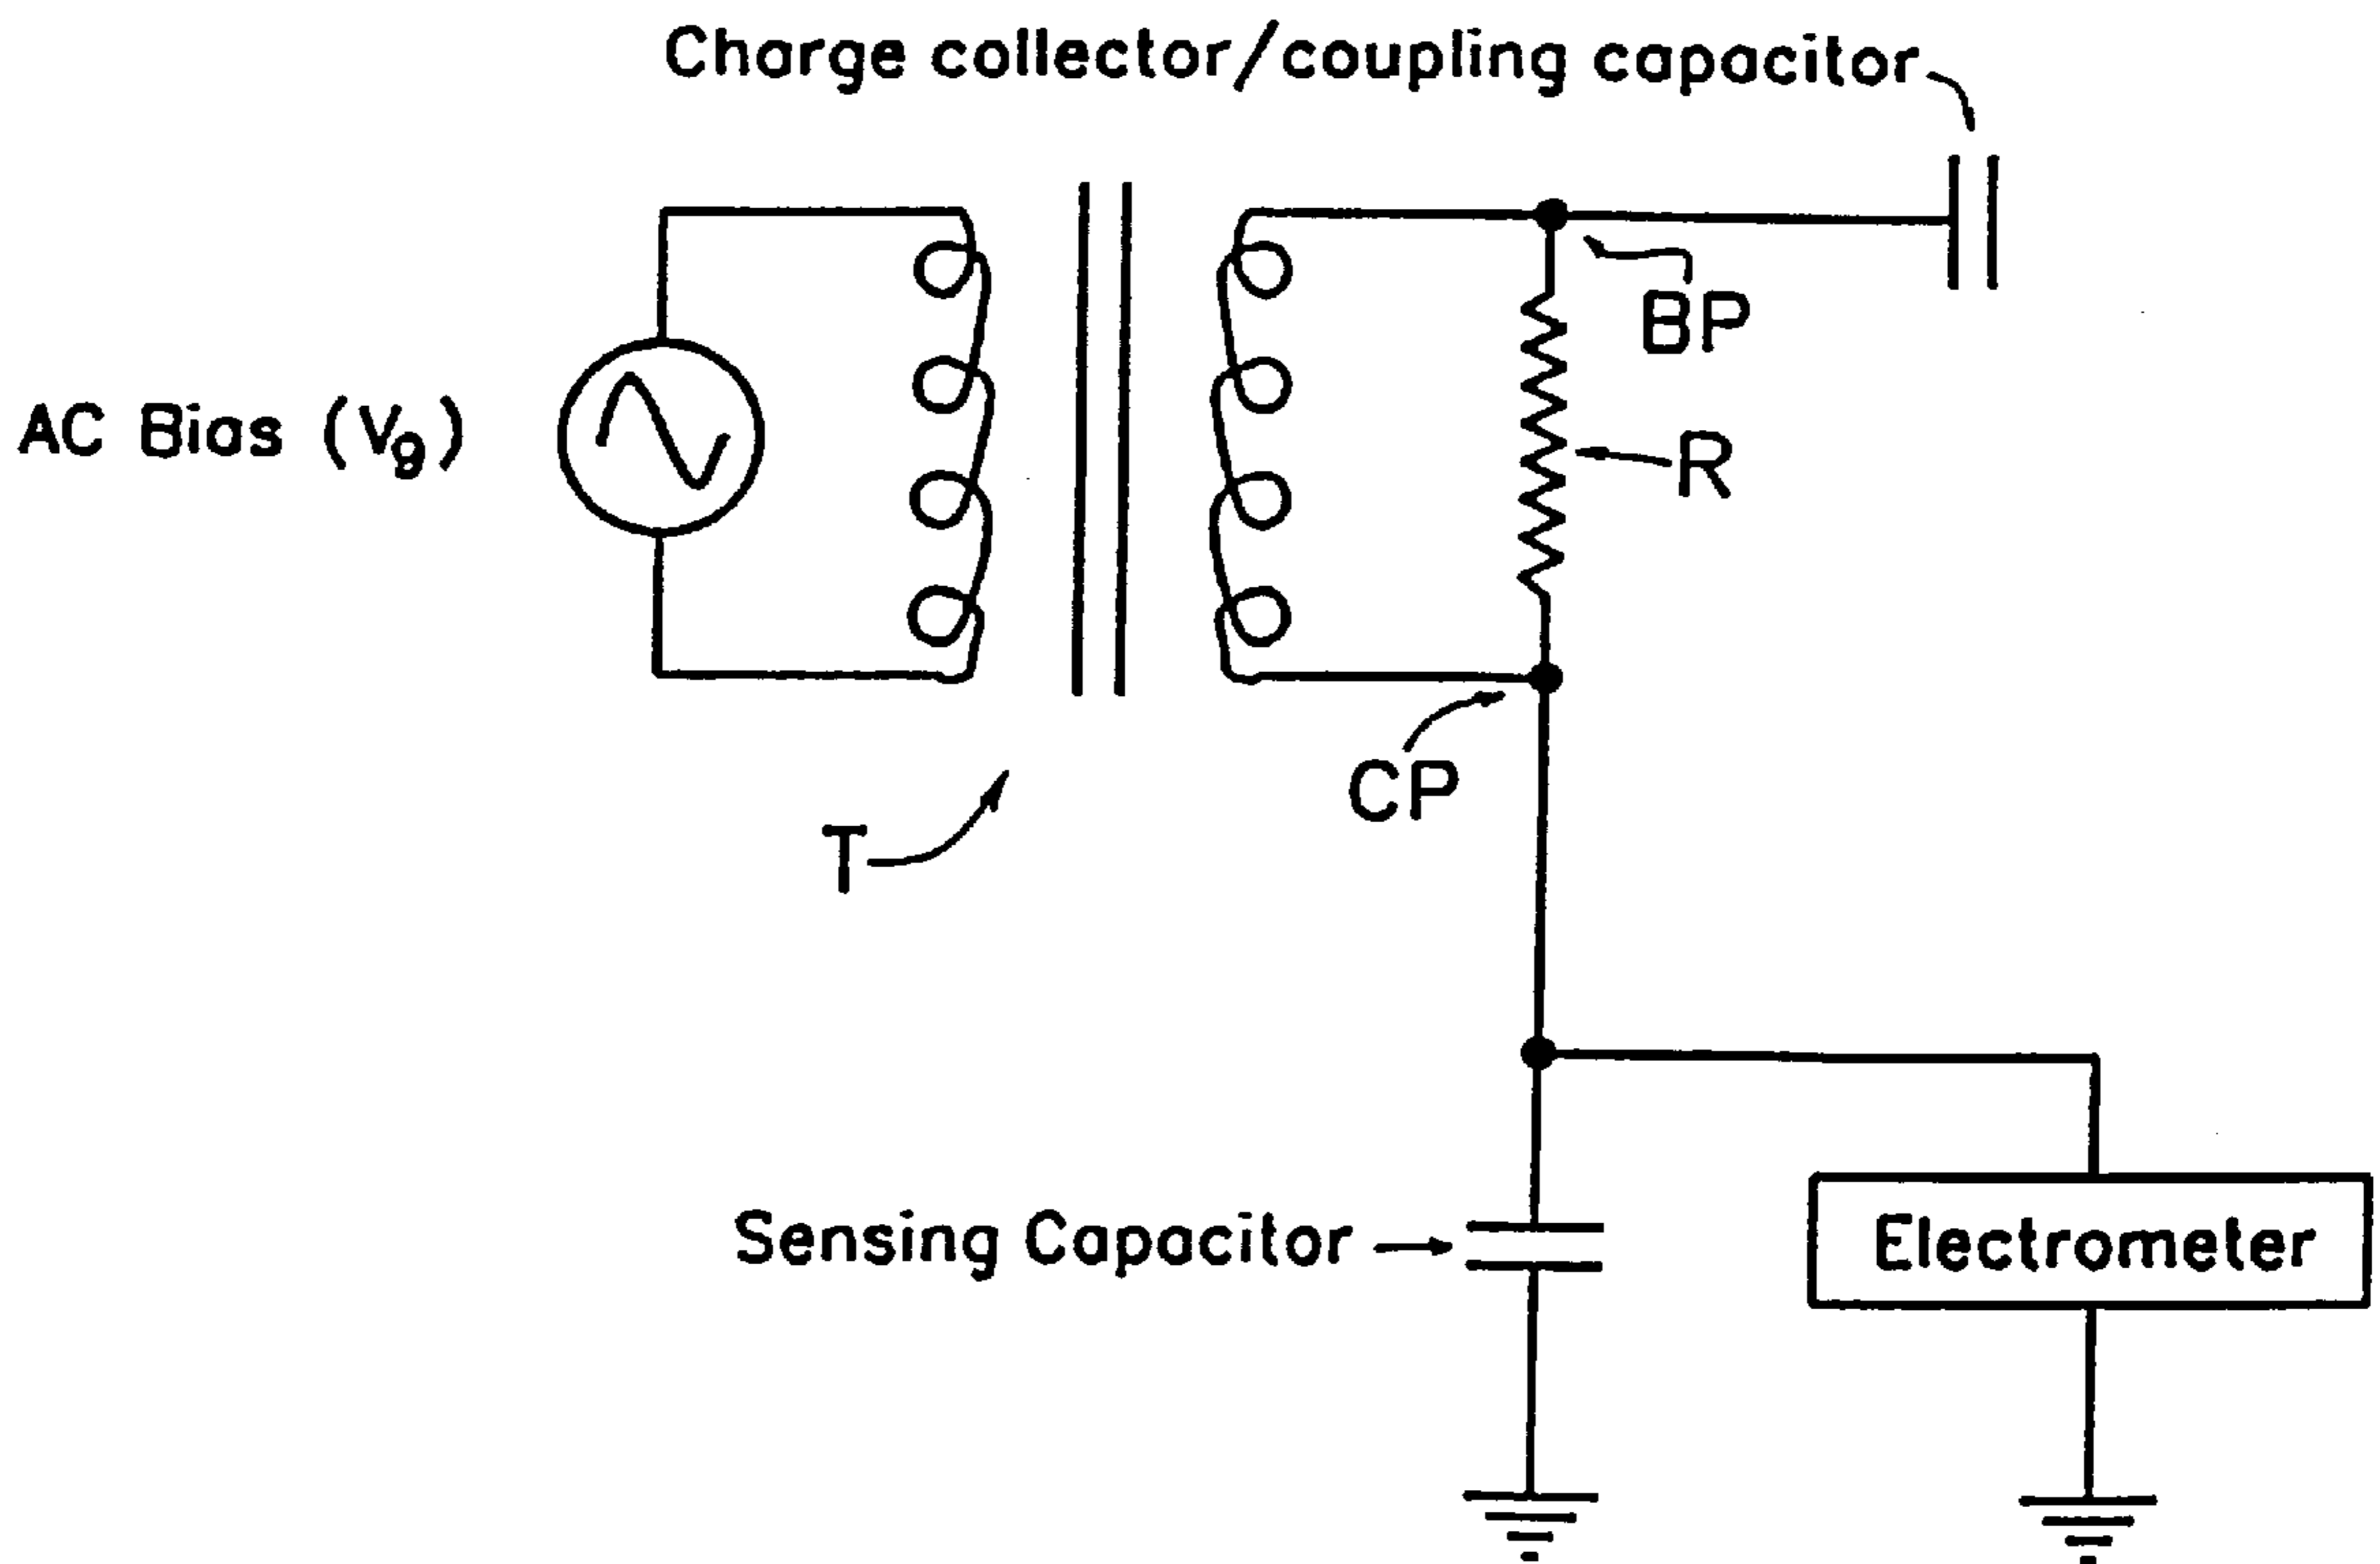 Charge collector/coupling capacitor
AC Bias (Vg)
BP
R
CP
T
Sensing Capacitor
Electrometer